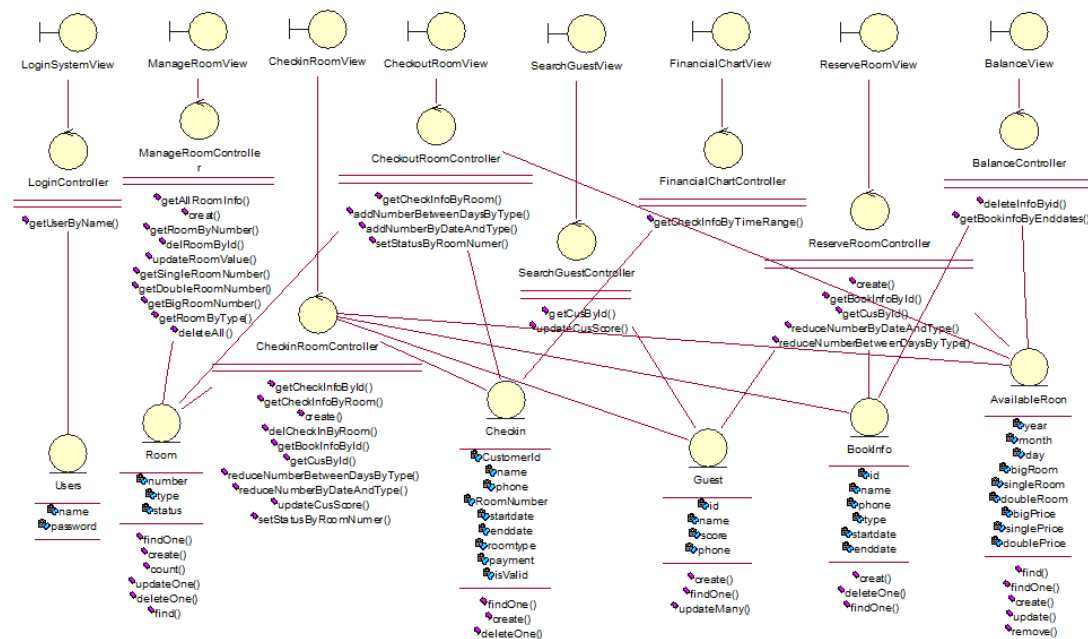 LoginSystemView
ManageRoomView
CheckinRoomView
CheckoutRoomView
SearchGuestView
FinancialChartView
ReserveRoomView
BalanceView
LoginController
getUserByName()
ManageRoomControlle
r
getAllRoomInfo()
creat()
getRoomByNumber()
delRoomById()
updateRoomValue()
getSingleRoomNumber()
getDoubleRoomNumber()
getBigRoomNumber()
getRoomByType()
deleteAll()
CheckinRoomController
getCheckInfoById()
getCheckInfoByRoom()
create()
delCheckInByRoom()
getBookInfoById()
getCusById()
reduceNumberBetweenDaysByType()
reduceNumberByDateAndType()
updateCusScore()
setStatusByRoomNumer()
CheckoutRoomController
getCheckInfoByRoom()
addNumberBetweenDaysByType()
addNumberByDateAndType()
setStatusByRoomNumer()
SearchGuestController
getCusById()
updateCusScore()
FinancialChartController
getCheckInfoByTimeRange()
ReserveRoomController
create()
getBookInfoById()
getCusById()
reduceNumberByDateAndType()
reduceNumberBetweenDaysByType()
BalanceController
deleteInfoByid()
getBookinfoByEnddates()
Users
name
password
Room
number
type
status
findOne()
create()
count()
updateOne()
deleteOne()
find()
Checkin
CustomerId
name
phone
RoomNumber
startdate
enddate
roomtype
payment
isValid
findOne()
create()
deleteOne()
Guest
id
name
score
phone
create()
findOne()
updateMany()
BookInfo
id
name
phone
type
startdate
enddate
creat()
deleteOne()
findOne()
AvailableRoon
year
month
day
bigRoom
singleRoom
doubleRoom
bigPrice
singlePrice
doublePrice
find()
findOne()
create()
update()
remove()